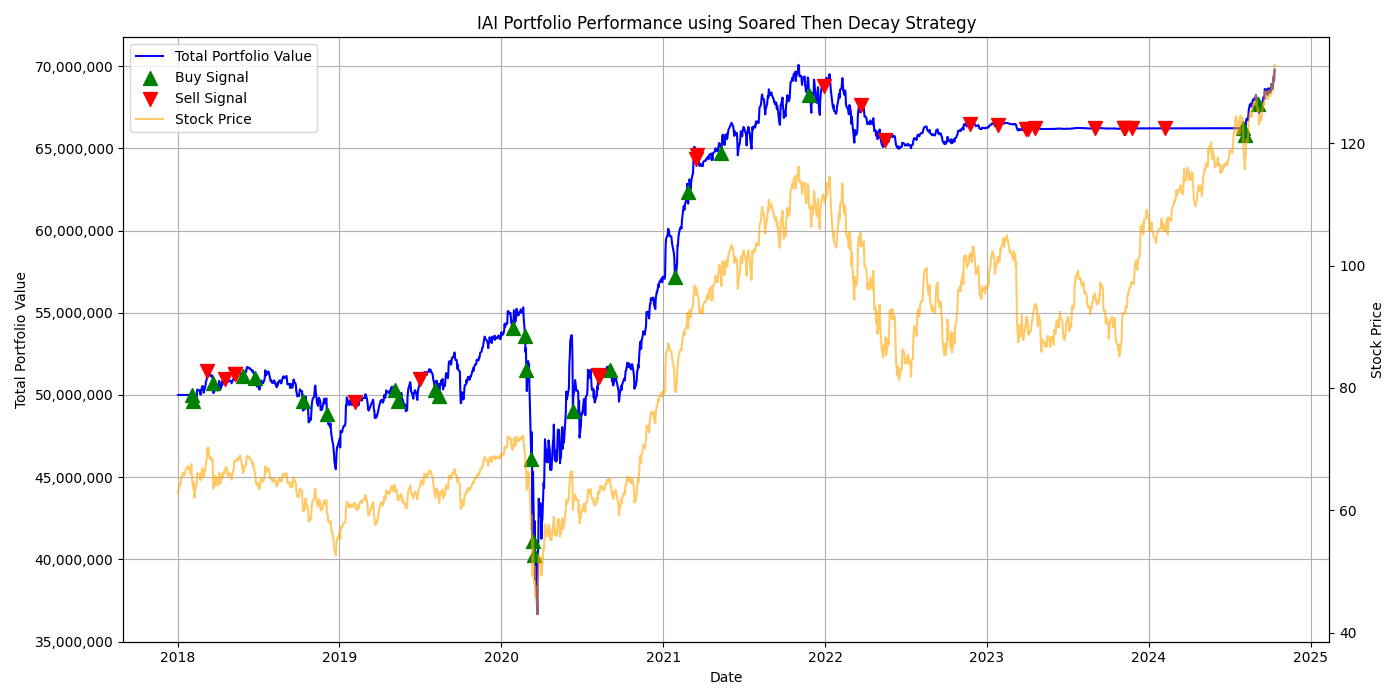 IAI Portfolio Performance using Soared Then Decay Strategy
Total Portfolio Value
Buy Signal
Sell Signal
Stock Price
70,000,000
65,000,000
60,000,000
55,000,000
50,000,000
45,000,000
40,000,000
35,000,000
Total Portfolio Value
120
100
80
60
40
Stock Price
2018 2019 2020 2021 2022 2023 2024 2025
Date